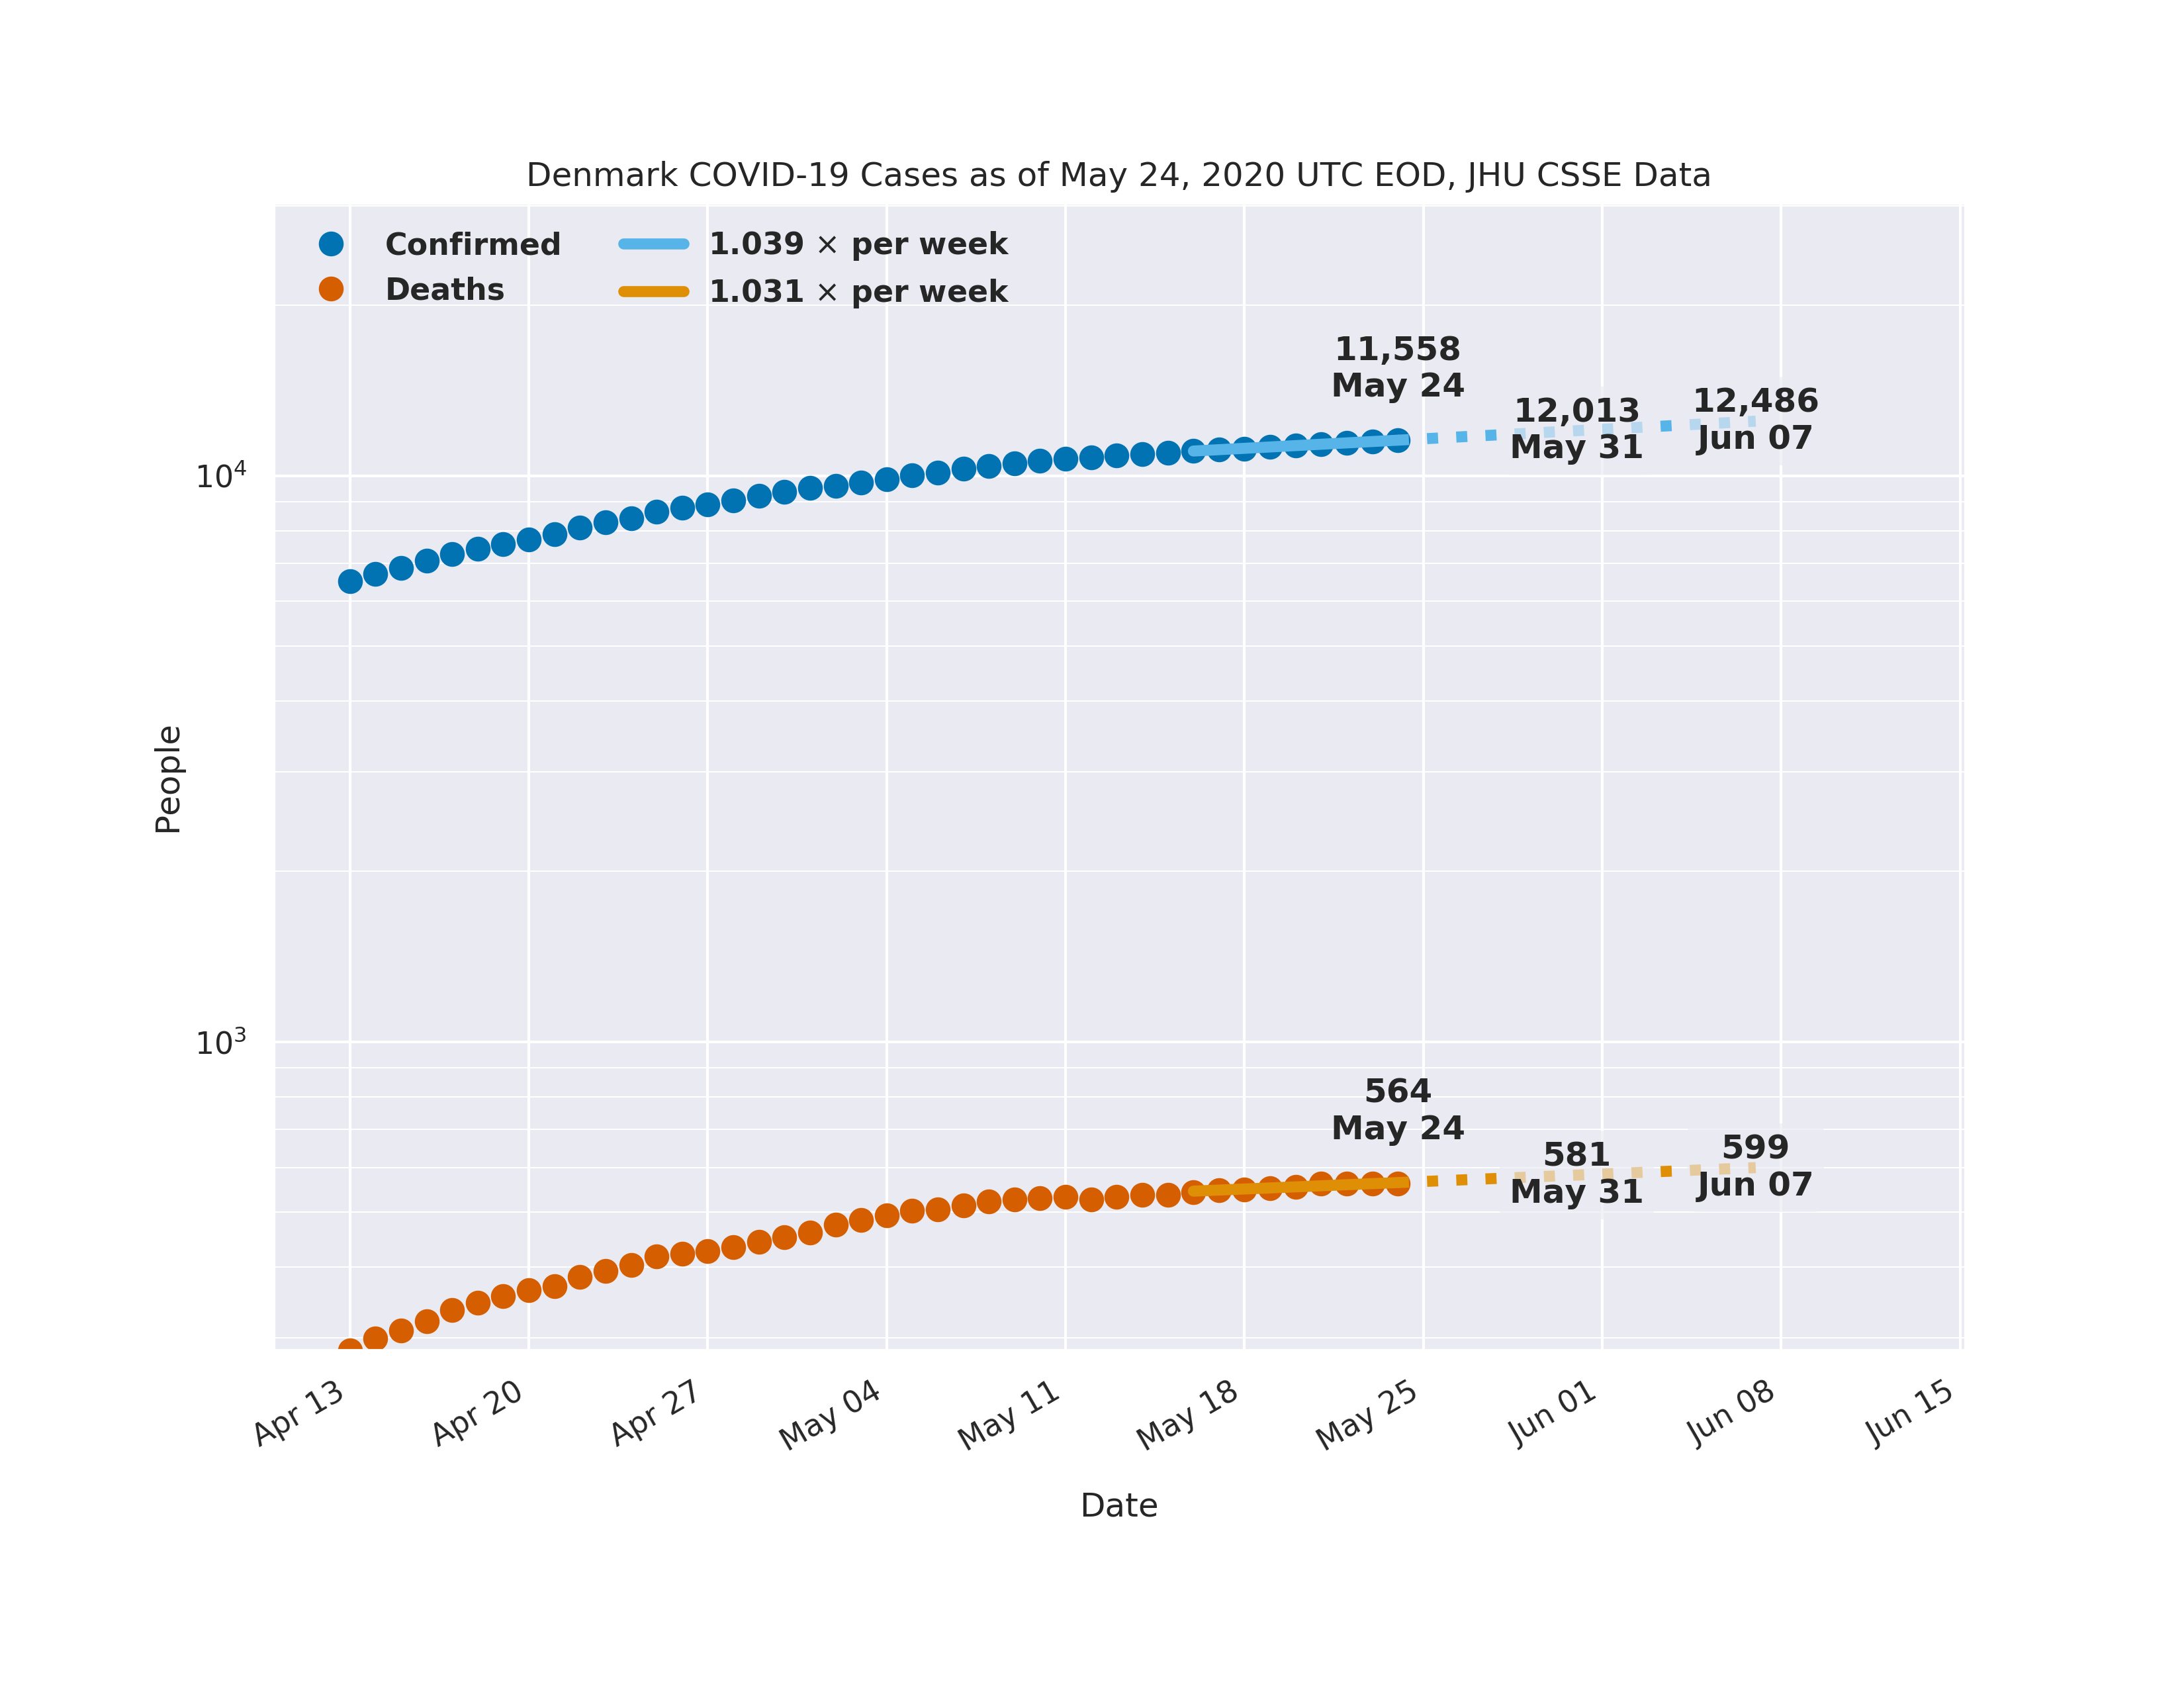 Denmark COVID-19 Cases as of May 24, 2020 UTC EOD, JHU CSSE Data
Confirmed
Deaths
1.039 × per week
1.031 × per week
11,558
May 24
12,013
May 31
12,486
Jun 07
10⁴
People
10³
564
May 24
581
May 31
599
Jun 07
Apr 13
Apr 20
Apr 27
May 04
May 11
May 18
May 25
Jun 01
Jun 08
Jun 15
Date